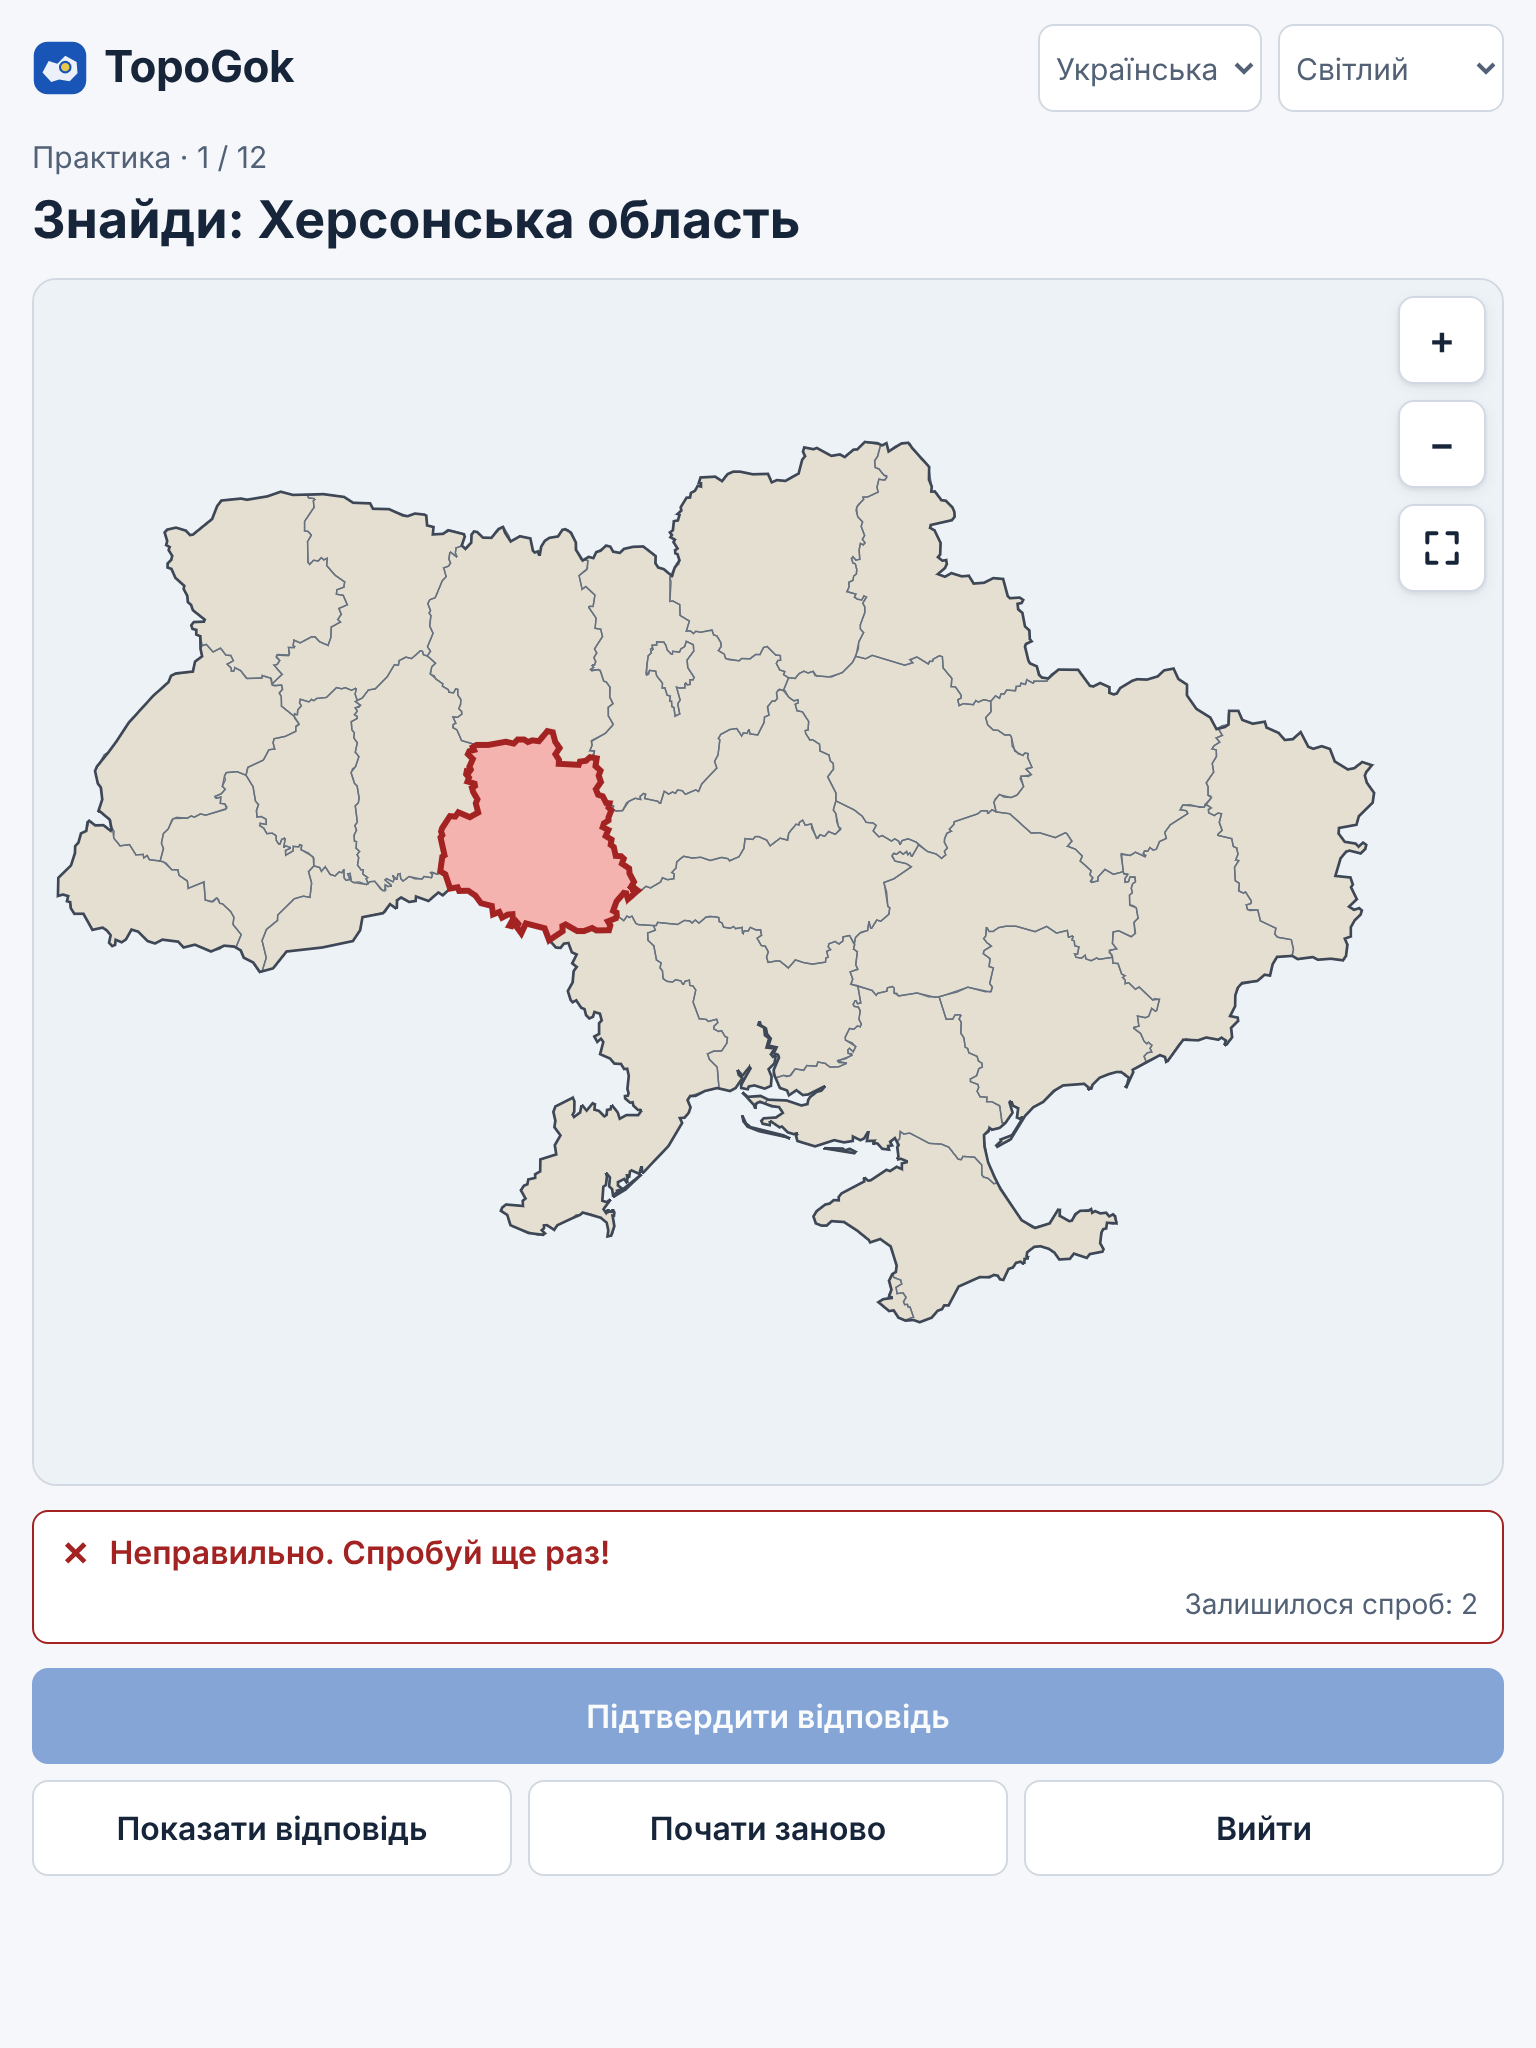 TopoGok
Українська
Світлий
Практика · 1 / 12
Знайди: Херсонська область
+
−
× Неправильно. Спробуй ще раз!
Залишилося спроб: 2
Підтвердити відповідь
Показати відповідь
Почати заново
Вийти